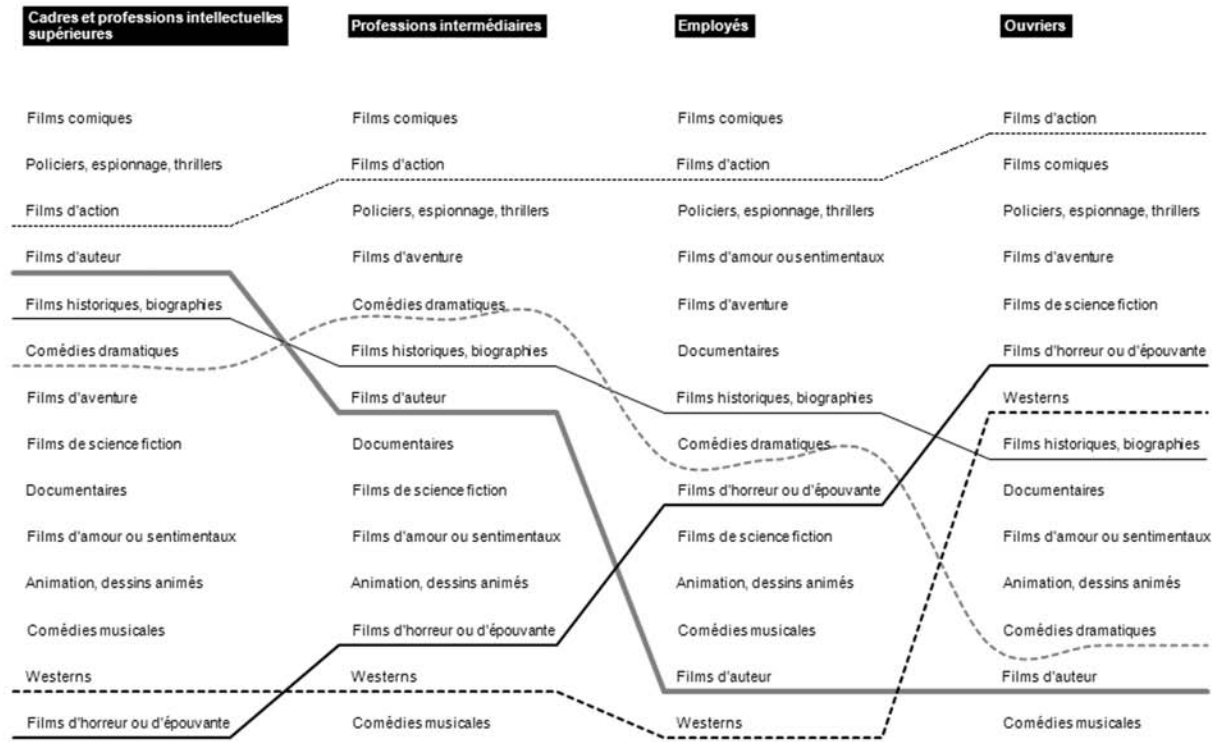 Cadres et professions intellectuelles
supérieures
Professions intermédiaires
Employés
Ouvriers
Films comiques
Films comiques
Films comiques
Films d'action
Policiers, espionnage, thrillers
Films d'action
Films d'action
Films comiques
Films d'action
Policiers, espionnage, thrillers
Policiers, espionnage, thrillers
Policiers, espionnage, thrillers
Films d'auteur
Films d'aventure
Films d'amour ou sentimentaux
Films d'aventure
Films historiques, biographies
Comédies dramatiques
Films d'aventure
Films de science fiction
Comédies dramatiques
Films historiques, biographies
Documentaires
Films d'horreur ou d'épouvante
Films d'aventure
Films d'auteur
Films historiques, biographies
Westerns
Films de science fiction
Documentaires
Comédies dramatiques
Films historiques, biographies
Documentaires
Films de science fiction
Films d'horreur ou d'épouvante
Documentaires
Films d'amour ou sentimentaux
Films d'amour ou sentimentaux
Films de science fiction
Films d'amour ou sentimentaux
Animation, dessins animés
Animation, dessins animés
Animation, dessins animés
Animation, dessins animés
Comédies musicales
Films d'horreur ou d'épouvante
Comédies musicales
Comédies dramatiques
Westerns
Westerns
Films d'auteur
Films d'auteur
Films d'horreur ou d'épouvante
Comédies musicales
Westerns
Comédies musicales